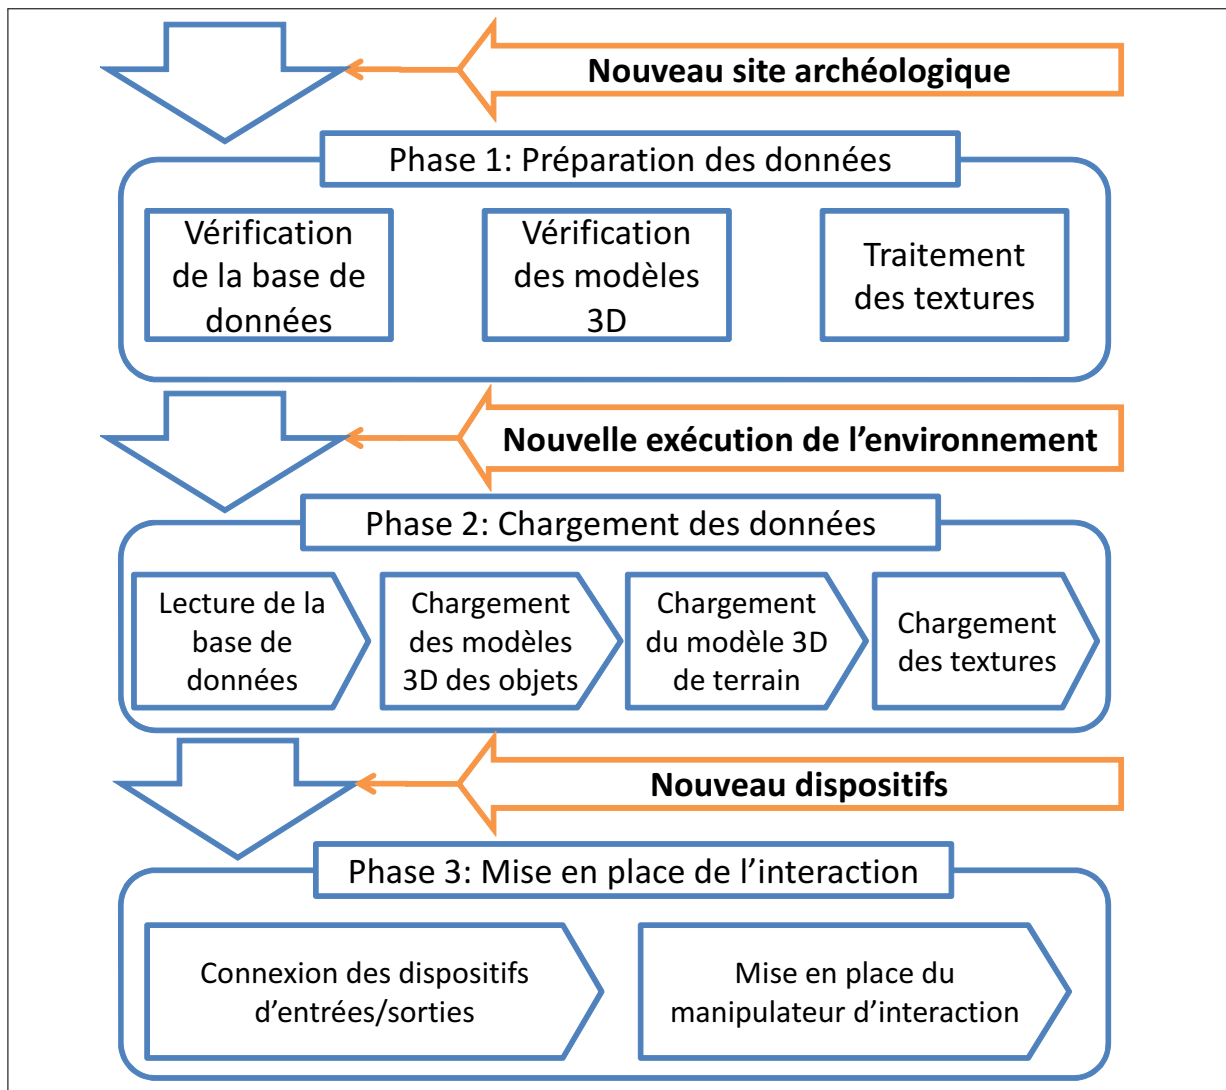 Nouveau site archéologique
Phase 1: Préparation des données
Vérification
de la base de
données
Vérification
des modèles
3D
Traitement
des textures
Nouvelle exécution de l’environnement
Phase 2: Chargement des données
Lecture de la
base de
données
Chargement
des modèles
3D des objets
Chargement
du modèle 3D
de terrain
Chargement
des textures
Nouveau dispositifs
Phase 3: Mise en place de l’interaction
Connexion des dispositifs
d’entrées/sorties
Mise en place du
manipulateur d’interaction